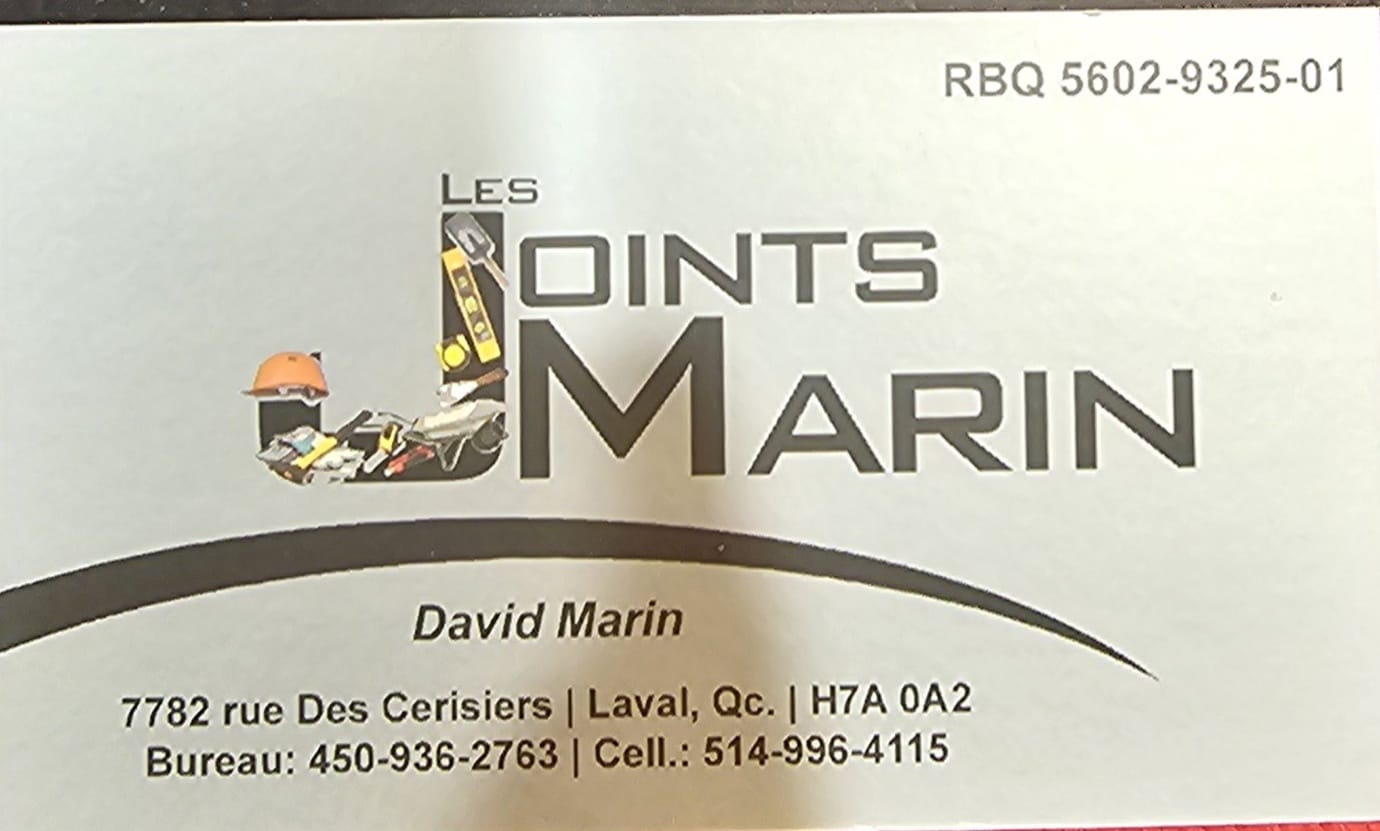 RBQ 5602-9325-01
LES
JOINTS
MARIN
David Marin
7782 rue Des Cerisiers | Laval, Qc. | H7A 0A2
Bureau: 450-936-2763 | Cell.: 514-996-4115